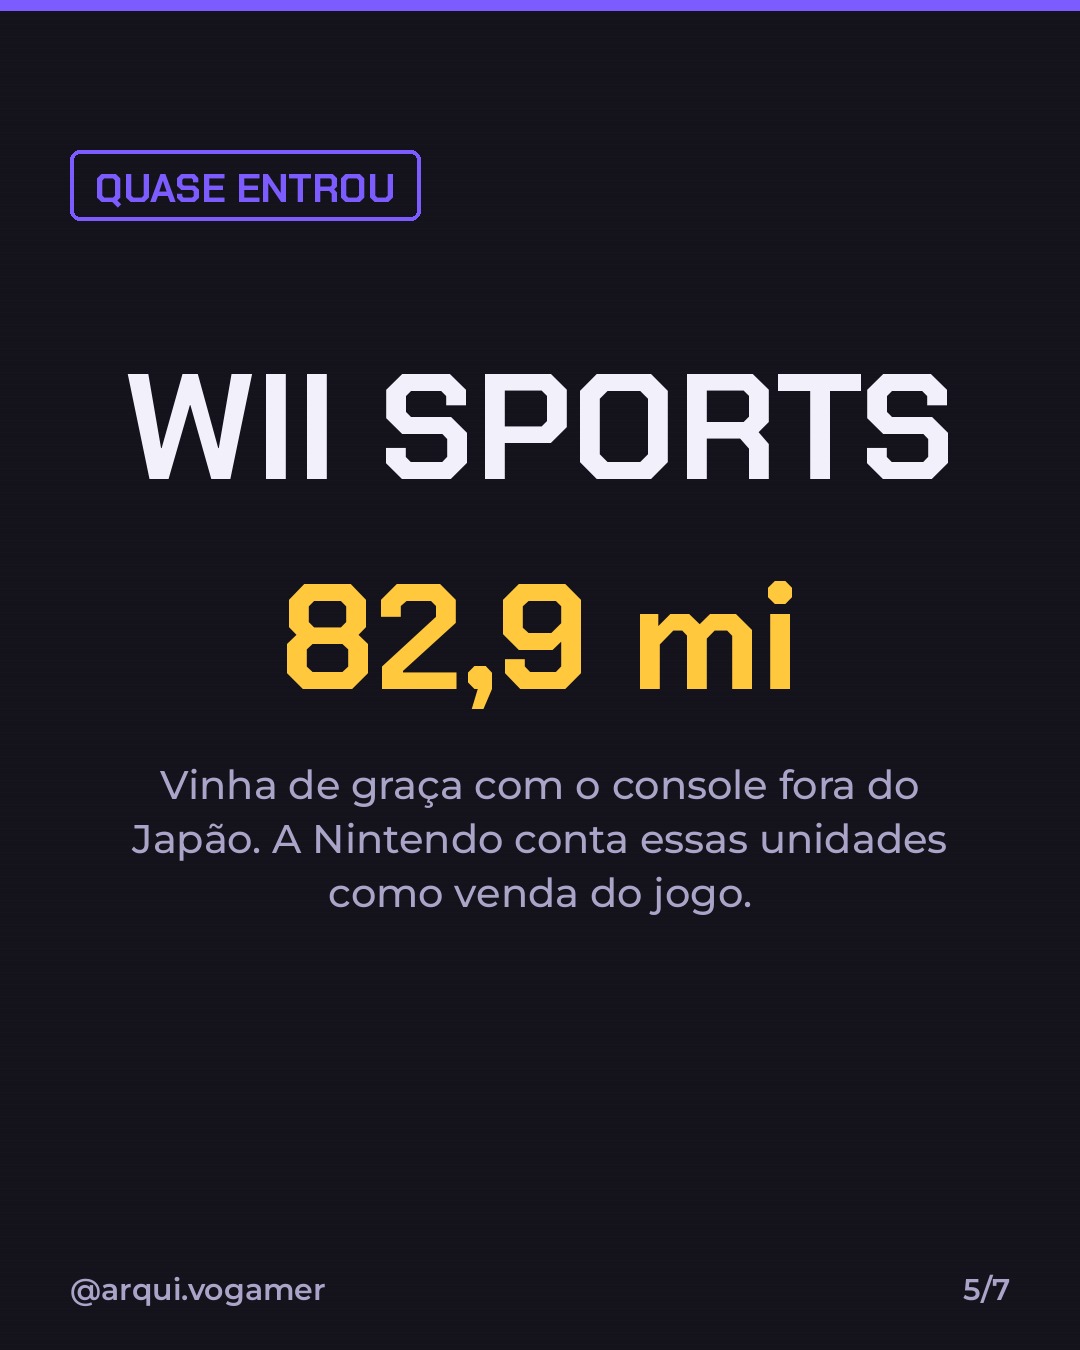 QUASE ENTROU
WII SPORTS
82,9 mi
Vinha de graça com o console fora do
Japão. A Nintendo conta essas unidades
como venda do jogo.
@arqui.vogamer
5/7